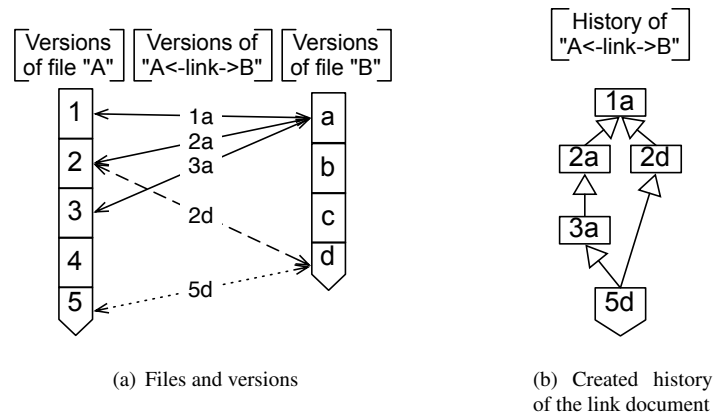 Versions of file "A"
Versions of "A<-link->B"
Versions of file "B"
1
2
3
4
5
1a
2a
3a
2d
5d
a
b
c
d
(a) Files and versions
History of "A<-link->B"
1a
2a
2d
3a
5d
(b) Created history
of the link document